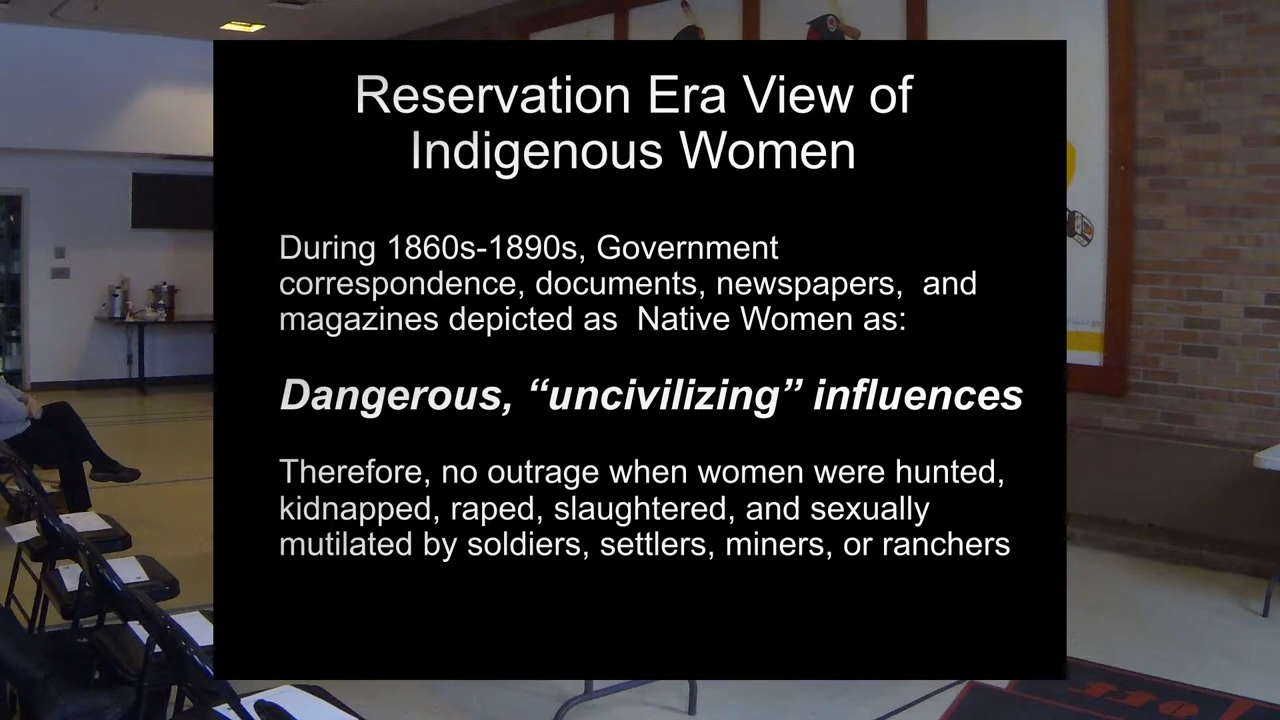 Reservation Era View of
Indigenous Women
During 1860s-1890s, Government
correspondence, documents, newspapers,  and
magazines depicted as  Native Women as:
Dangerous, “uncivilizing” influences
Therefore, no outrage when women were hunted,
kidnapped, raped, slaughtered, and sexually
mutilated by soldiers, settlers, miners, or ranchers